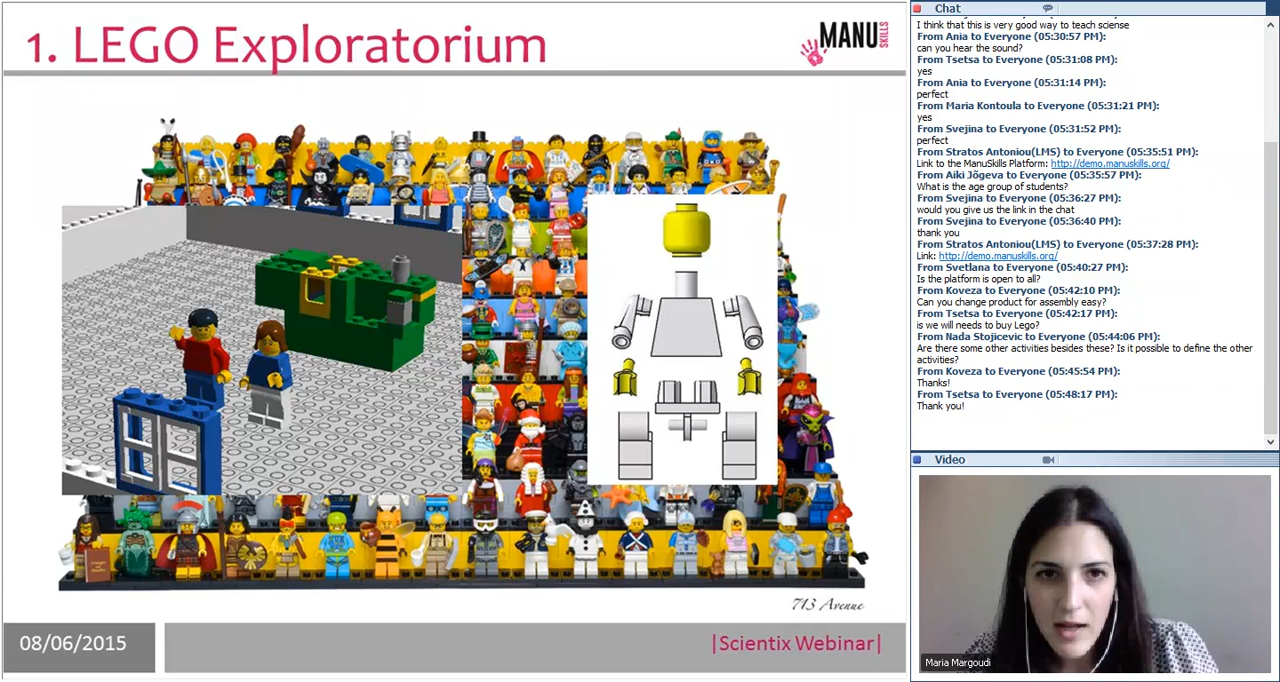 1. LEGO Exploratorium
MANU
SKILLS
713 Avenue
08/06/2015
|Scientix Webinar|
Chat
I think that this is very good way to teach sciense
From Ania to Everyone (05:30:57 PM):
can you hear the sound?
From Tsetsa to Everyone (05:31:08 PM):
yes
From Ania to Everyone (05:31:14 PM):
perfect
From Maria Kontoula to Everyone (05:31:21 PM):
yes
From Svejina to Everyone (05:31:52 PM):
perfect
From Stratos Antoniou(LMS) to Everyone (05:35:51 PM):
Link to the ManuSkills Platform: http://demo.manuskills.org/
From Aiki Jõgeva to Everyone (05:35:57 PM):
What is the age group of students?
From Svejina to Everyone (05:36:27 PM):
would you give us the link in the chat
From Svejina to Everyone (05:36:40 PM):
thank you
From Stratos Antoniou(LMS) to Everyone (05:37:28 PM):
Link: http://demo.manuskills.org/
From Svetlana to Everyone (05:40:27 PM):
Is the platform is open to all?
From Koveza to Everyone (05:42:10 PM):
Can you change product for assembly easy?
From Tsetsa to Everyone (05:42:17 PM):
is we will needs to buy Lego?
From Nada Stojicevic to Everyone (05:44:06 PM):
Are there some other activities besides these? Is it possible to define the other
activities?
From Koveza to Everyone (05:45:54 PM):
Thanks!
From Tsetsa to Everyone (05:48:17 PM):
Thank you!
Video
Maria Margoudi